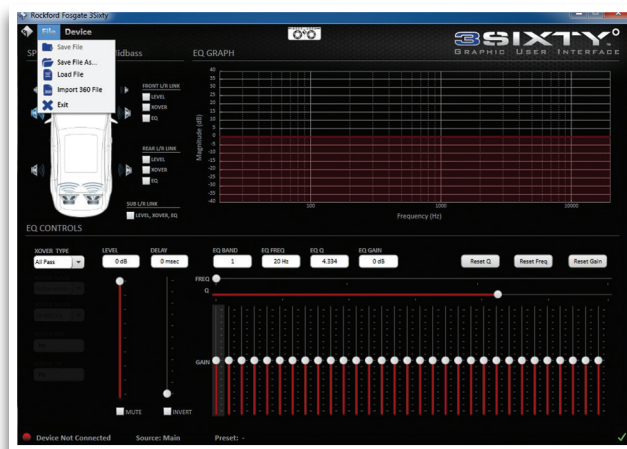 Rockford Fosgate 3Sixty
File Device
Save File
Save File As...
Load File
Import 360 File
Exit
3SIXTY.°
GRAPHIC USER INTERFACE
EQ GRAPH
FRONT L/R LINK
LEVEL
XOVER
EQ
REAR L/R LINK
LEVEL
XOVER
EQ
SUB L/R LINK
LEVEL, XOVER, EQ
Magnitude (dB)
40
35
30
25
20
15
10
5
0
-5
-10
-15
-20
-25
-30
-35
-40
100 1000 10000
Frequency (Hz)
EQ CONTROLS
XOVER TYPE LEVEL DELAY EQ BAND EQ FREQ EQ Q EQ GAIN
All Pass 0 dB 0 msec 1 20 Hz 4.334 0 dB Reset Q Reset Freq Reset Gain
FREQ
Q
GAIN
MUTE INVERT
Device Not Connected Source: Main Preset: -